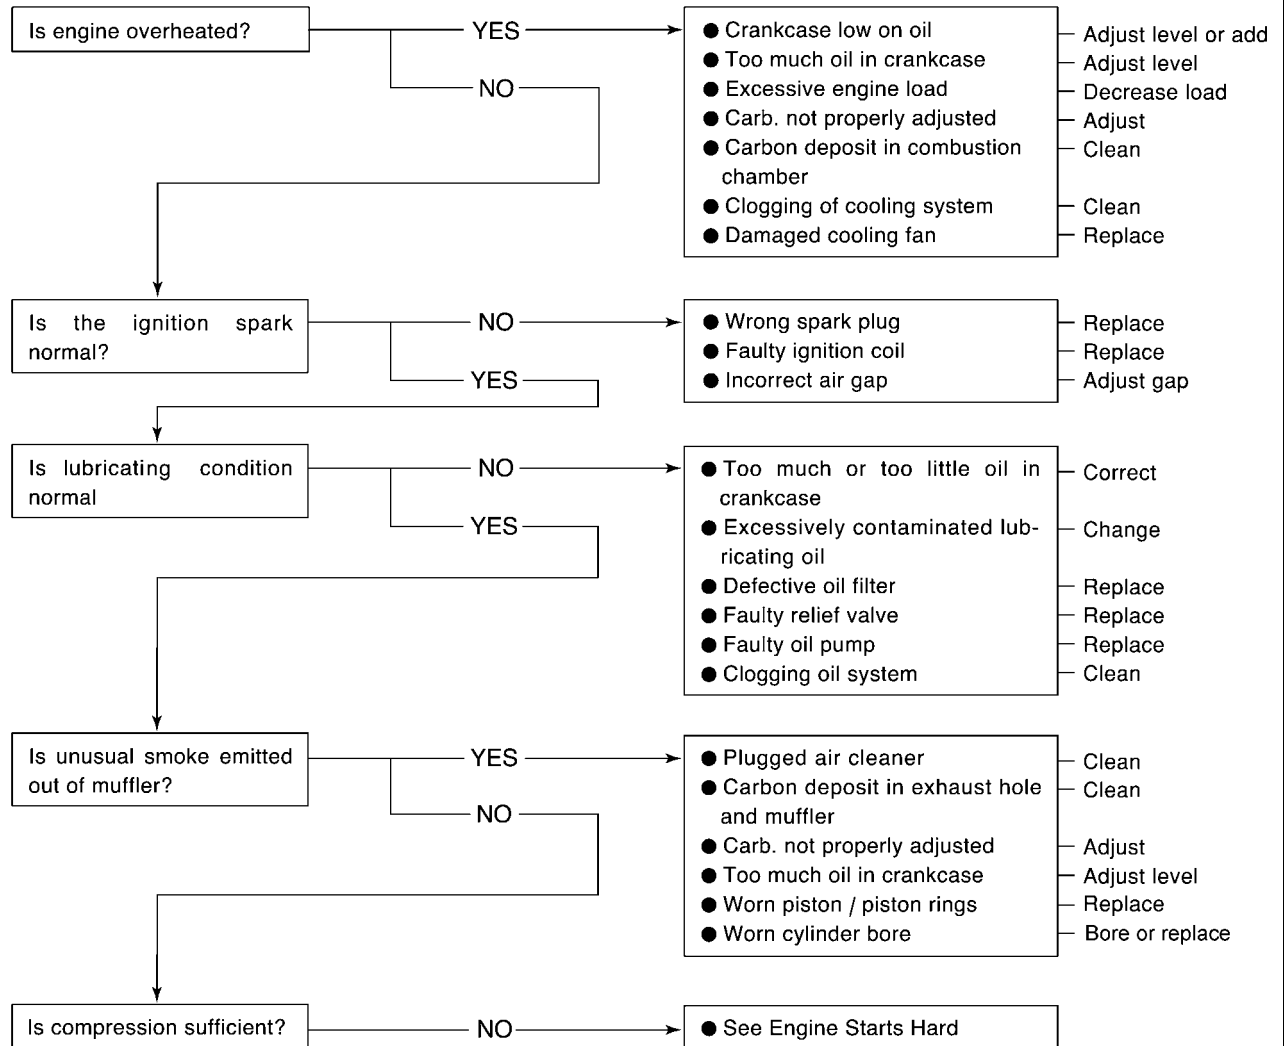 Is engine overheated?
YES
NO
● Crankcase low on oil
Adjust level or add
● Too much oil in crankcase
Adjust level
● Excessive engine load
Decrease load
● Carb. not properly adjusted
Adjust
● Carbon deposit in combustion
chamber
Clean
● Clogging of cooling system
Clean
● Damaged cooling fan
Replace
Is the ignition spark
normal?
NO
YES
● Wrong spark plug
Replace
● Faulty ignition coil
Replace
● Incorrect air gap
Adjust gap
Is lubricating condition
normal
NO
YES
● Too much or too little oil in
crankcase
Correct
● Excessively contaminated lub-
ricating oil
Change
● Defective oil filter
Replace
● Faulty relief valve
Replace
● Faulty oil pump
Replace
● Clogging oil system
Clean
Is unusual smoke emitted
out of muffler?
YES
NO
● Plugged air cleaner
Clean
● Carbon deposit in exhaust hole
and muffler
Clean
● Carb. not properly adjusted
Adjust
● Too much oil in crankcase
Adjust level
● Worn piston / piston rings
Replace
● Worn cylinder bore
Bore or replace
Is compression sufficient?
NO
● See Engine Starts Hard